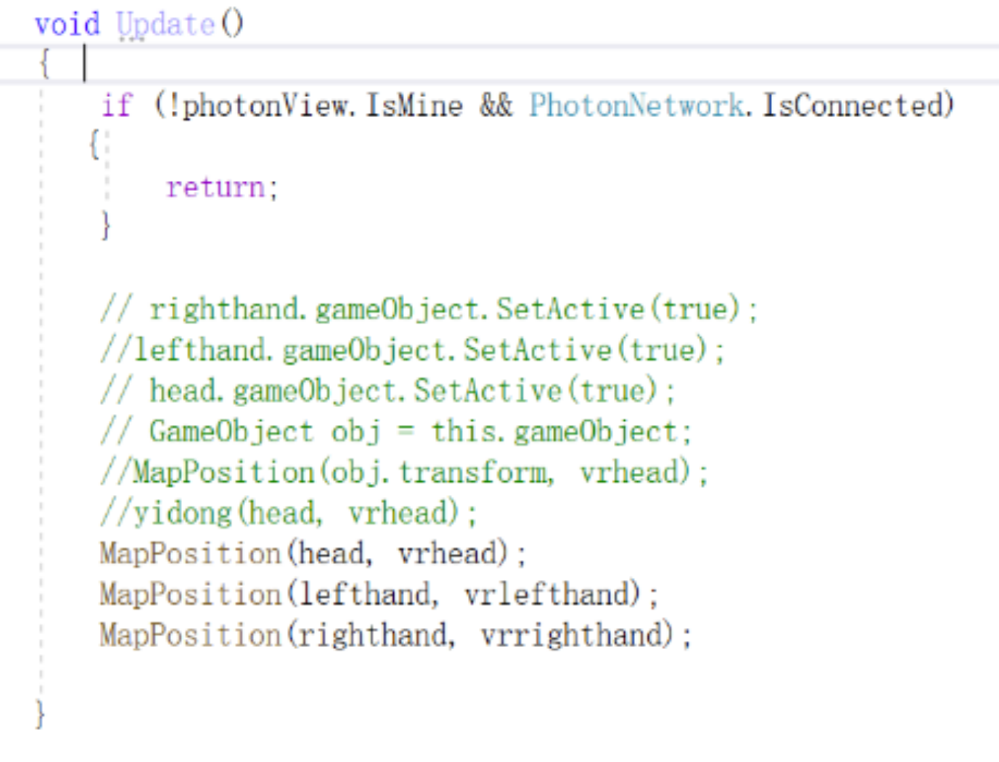 void Update()
{
if (!photonView.IsMine && PhotonNetwork.IsConnected)
{
return;
}
// righthand.gameObject.SetActive(true);
//lefthand.gameObject.SetActive(true);
// head.gameObject.SetActive(true);
// GameObject obj = this.gameObject;
//MapPosition(obj.transform, vrhead);
//yidong(head, vrhead);
MapPosition(head, vrhead);
MapPosition(lefthand, vrlefthand);
MapPosition(righthand, vrrighthand);
}